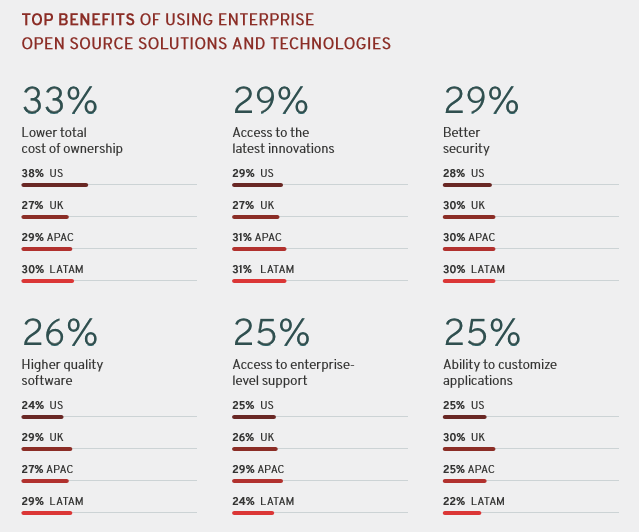 TOP BENEFITS OF USING ENTERPRISE
OPEN SOURCE SOLUTIONS AND TECHNOLOGIES
33%
Lower total
cost of ownership
38% US
27% UK
29% APAC
30% LATAM
29%
Access to the
latest innovations
29% US
27% UK
31% APAC
31% LATAM
29%
Better
security
28% US
30% UK
30% APAC
30% LATAM
26%
Higher quality
software
24% US
29% UK
27% APAC
29% LATAM
25%
Access to enterprise-
level support
25% US
26% UK
29% APAC
24% LATAM
25%
Ability to customize
applications
25% US
30% UK
25% APAC
22% LATAM